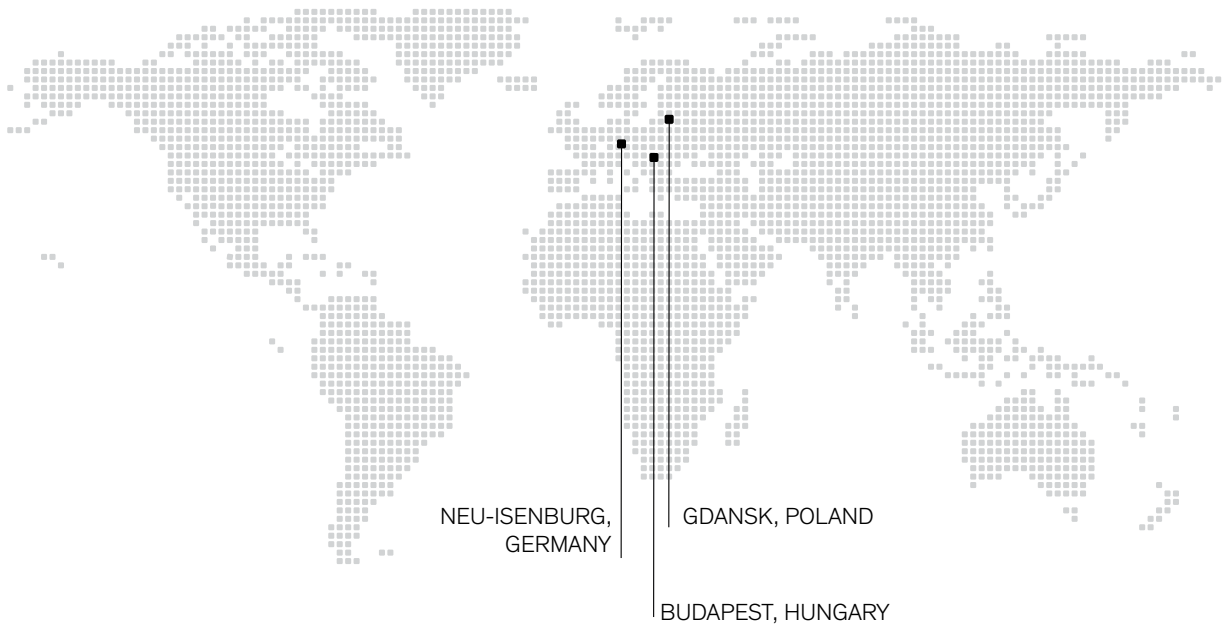 NEU-ISENBURG,
GERMANY
GDANSK, POLAND
BUDAPEST, HUNGARY